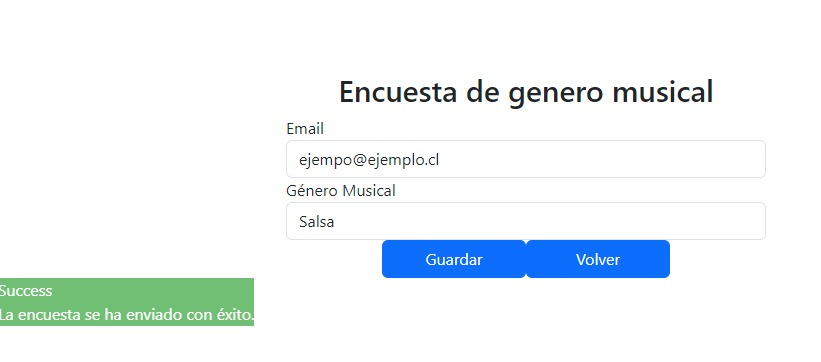 Encuesta de genero musical
Email
ejempo@ejemplo.cl
Género Musical
Salsa
Guardar Volver
Success
La encuesta se ha enviado con éxito.